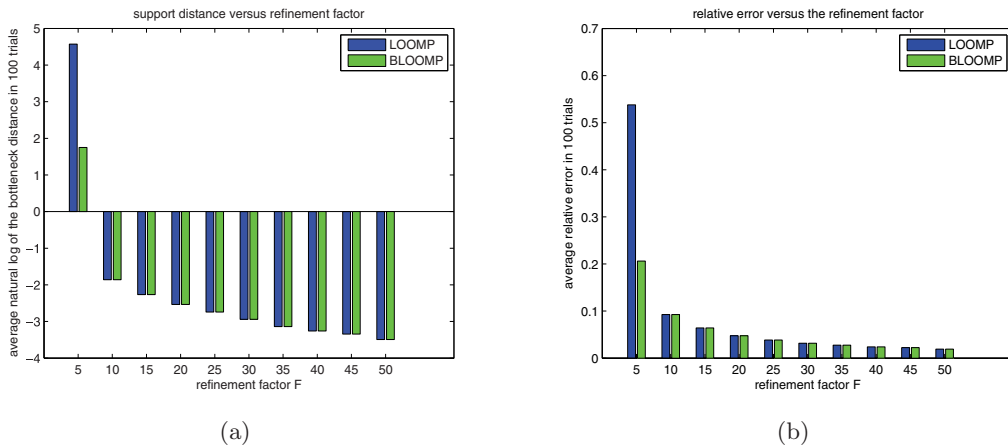 support distance versus refinement factor
average natural log of the bottleneck distance in 100 trials
5
4
3
2
1
0
−1
−2
−3
−4
LOOMP
BLOOMP
5 10 15 20 25 30 35 40 45 50
refinement factor F
(a)
relative error versus the refinement factor
average relative error in 100 trials
0.7
0.6
0.5
0.4
0.3
0.2
0.1
0
LOOMP
BLOOMP
5 10 15 20 25 30 35 40 45 50
refinement factor F
(b)